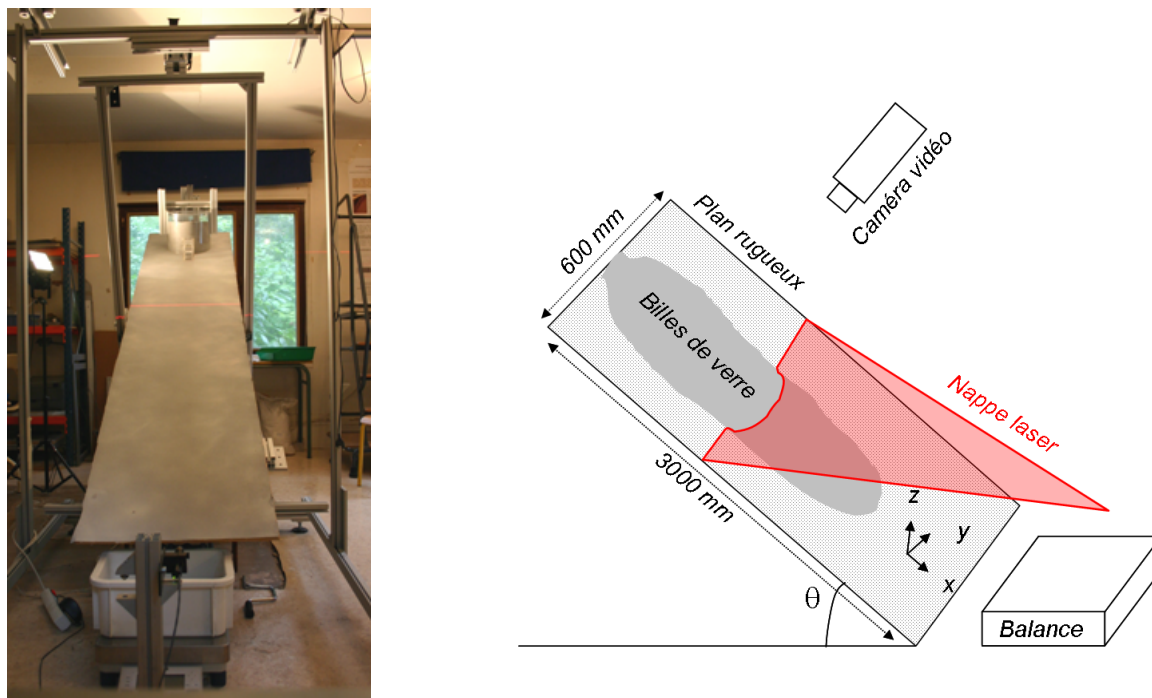 Caméra vidéo
600 mm
Plan rugueux
Billes de verre
Nappe laser
3000 mm
z
y
x
θ
Balance